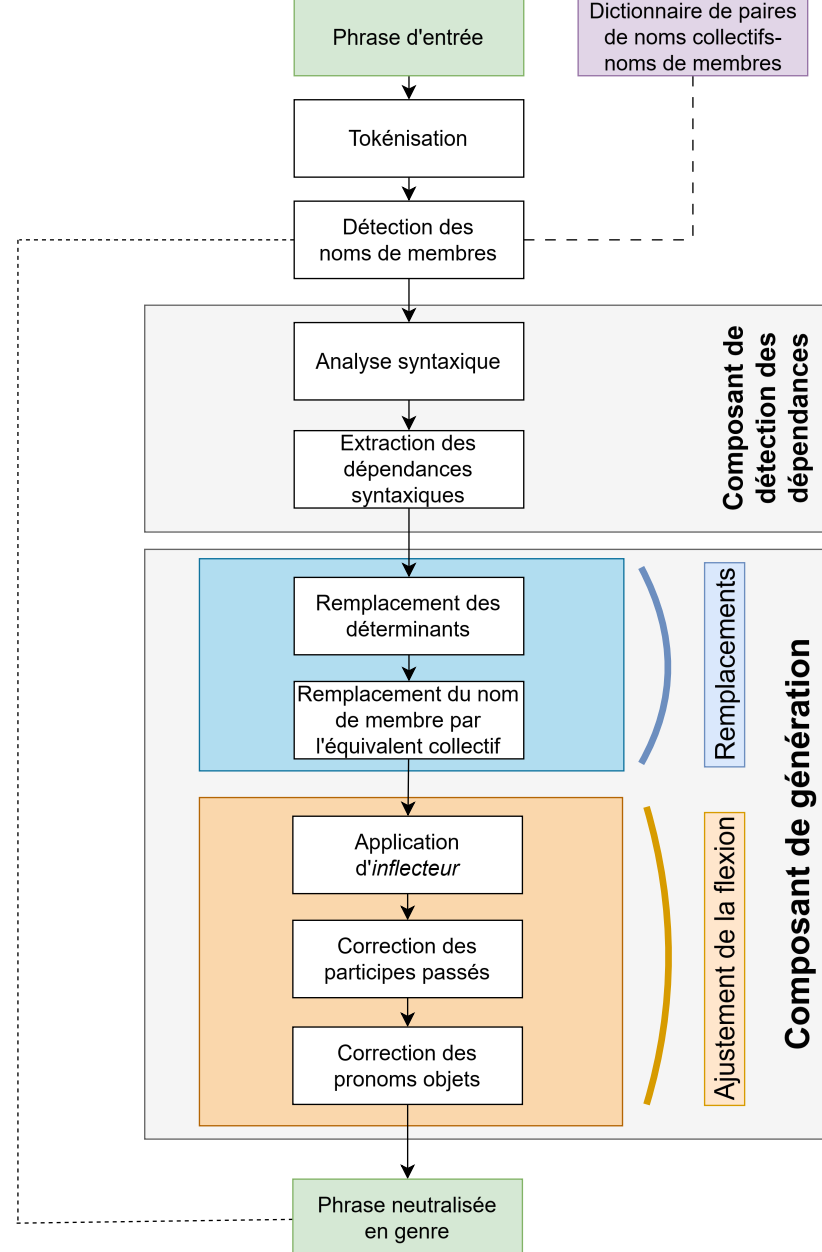 Phrase d'entrée
Dictionnaire de paires
de noms collectifs-
noms de membres
Tokénisation
Détection des
noms de membres
Analyse syntaxique
Extraction des
dépendances
syntaxiques
Composant de
détection des
dépendances
Remplacement des
déterminants
Remplacement du nom
de membre par
l'équivalent collectif
Remplacements
Application
d'inflecteur
Correction des
participes passés
Correction des
pronoms objets
Ajustement de la flexion
Composant de génération
Phrase neutralisée
en genre